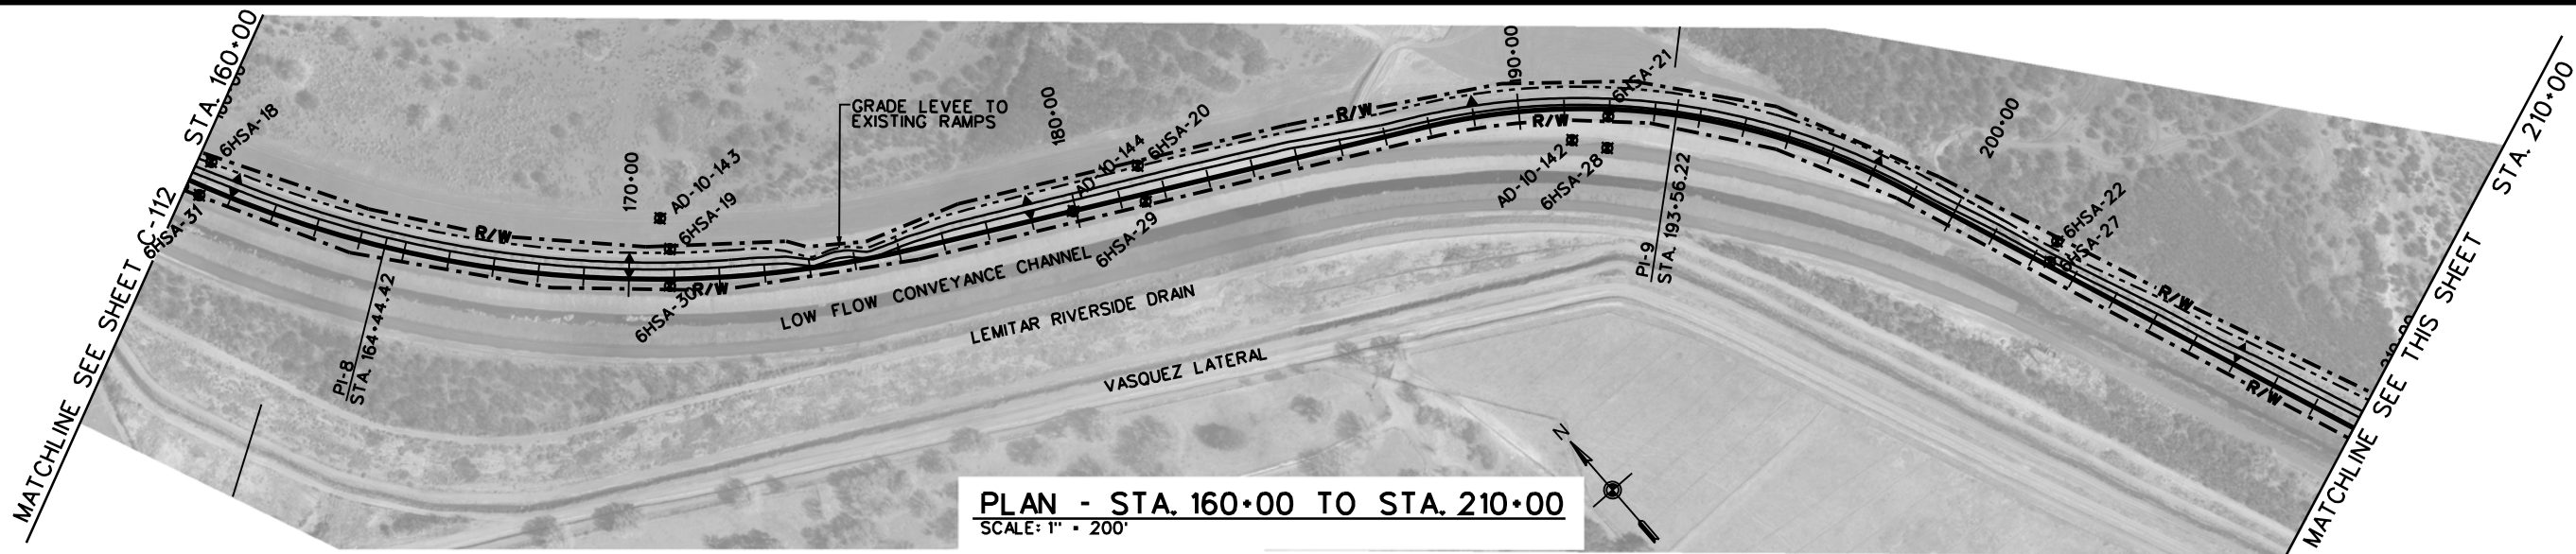 STA. 160+00
160+00
6HSA-18
MATCHLINE SEE SHEET C-112
6HSA-31
PI-8
STA. 164+44.42
R/W
170+00
AD-10-143
6HSA-19
6HSA-30
R/W
GRADE LEVEE TO
EXISTING RAMPS
180+00
AD-10-144
6HSA-20
6HSA-29
LOW FLOW CONVEYANCE CHANNEL
LEMITAR RIVERSIDE DRAIN
VASQUEZ LATERAL
R/W
190+00
6HSA-21
R/W
AD-10-142
6HSA-28
PI-9
STA. 193+56.22
200+00
6HSA-22
6HSA-27
R/W
R/W
210+00
STA. 210+00
MATCHLINE SEE THIS SHEET
N
PLAN - STA. 160+00 TO STA. 210+00
SCALE: 1" = 200'